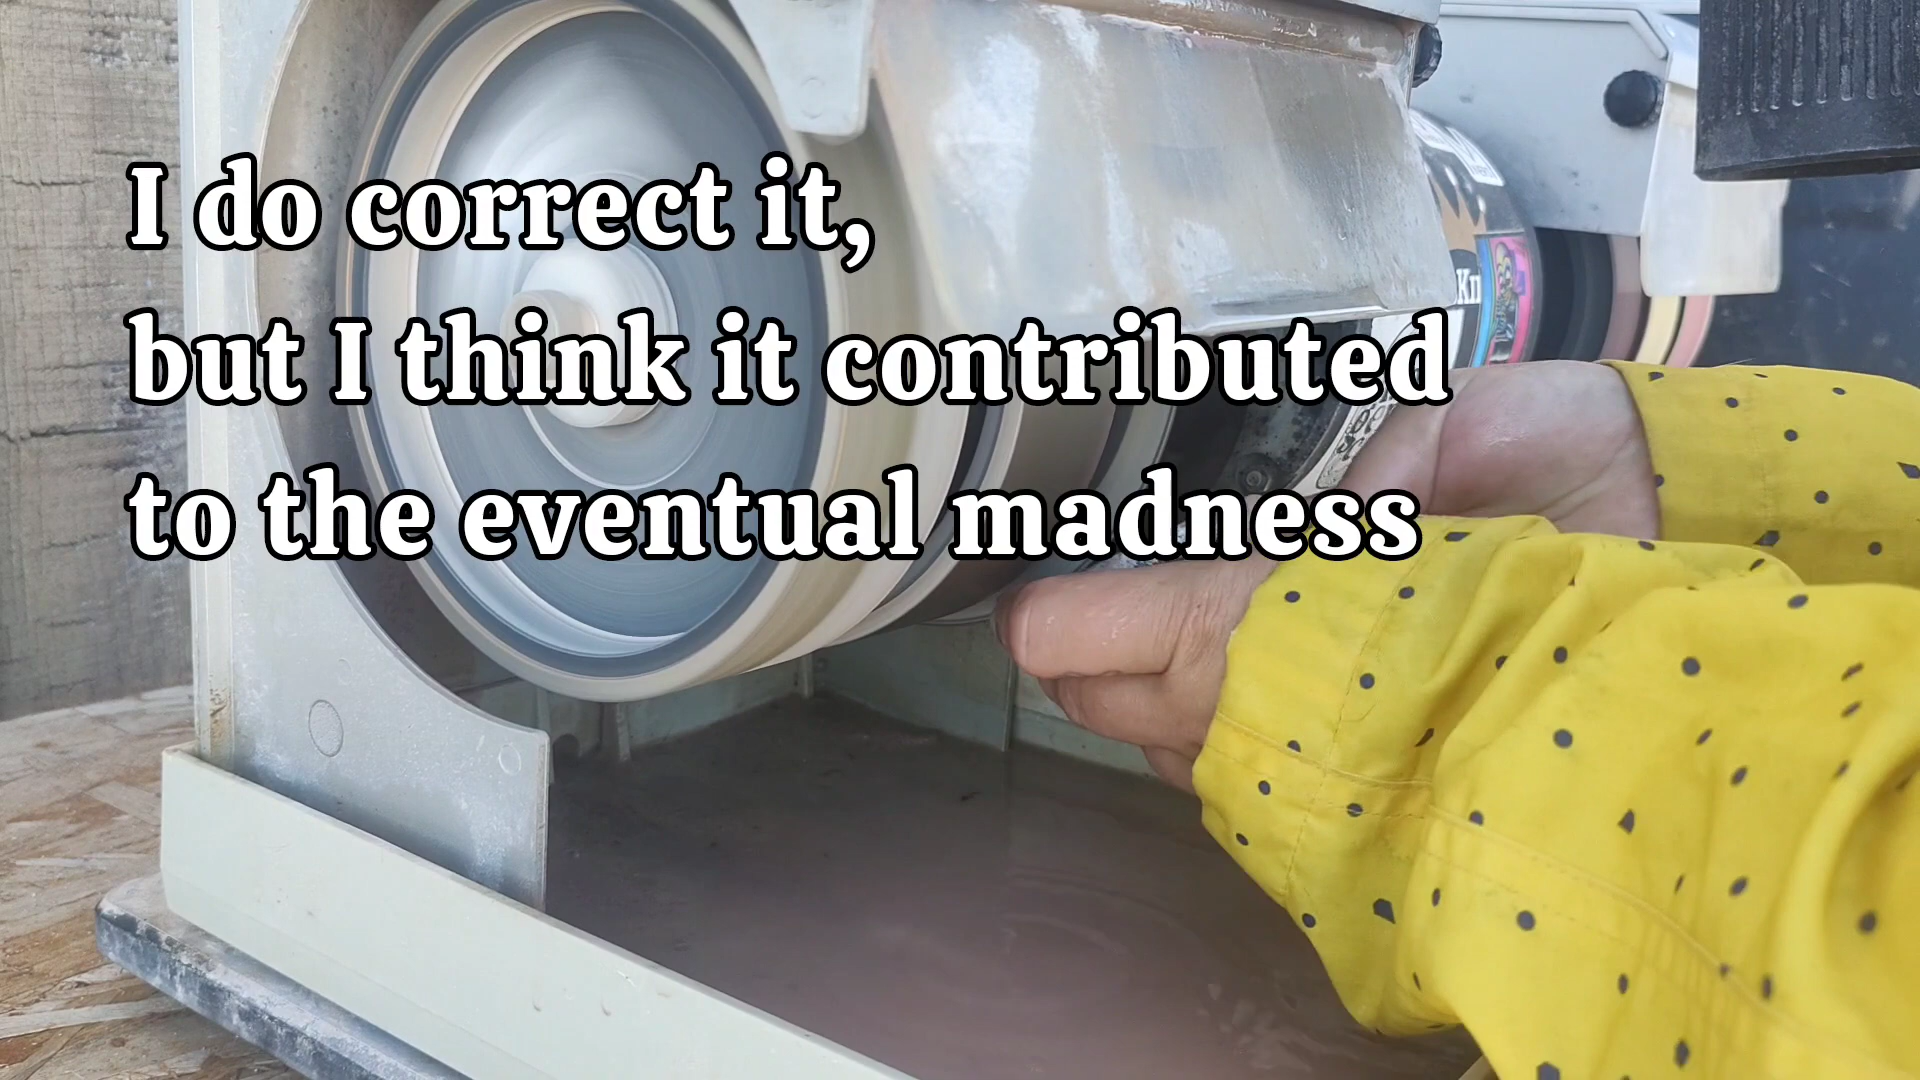 I do correct it,
but I think it contributed
to the eventual madness